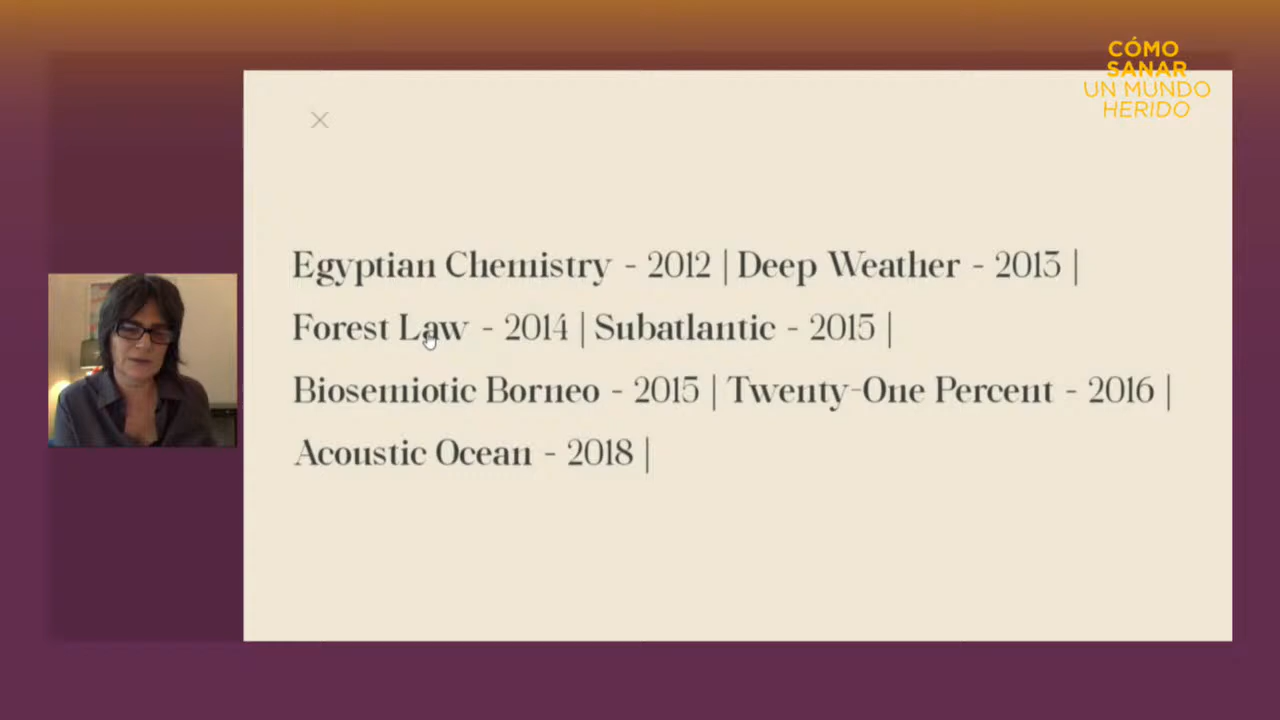 CÓMO
SANAR
UN MUNDO
HERIDO
Egyptian Chemistry - 2012 | Deep Weather - 2013 |
Forest Law - 2014 | Subatlantic - 2015 |
Biosemiotic Borneo - 2015 | Twenty-One Percent - 2016 |
Acoustic Ocean - 2018 |